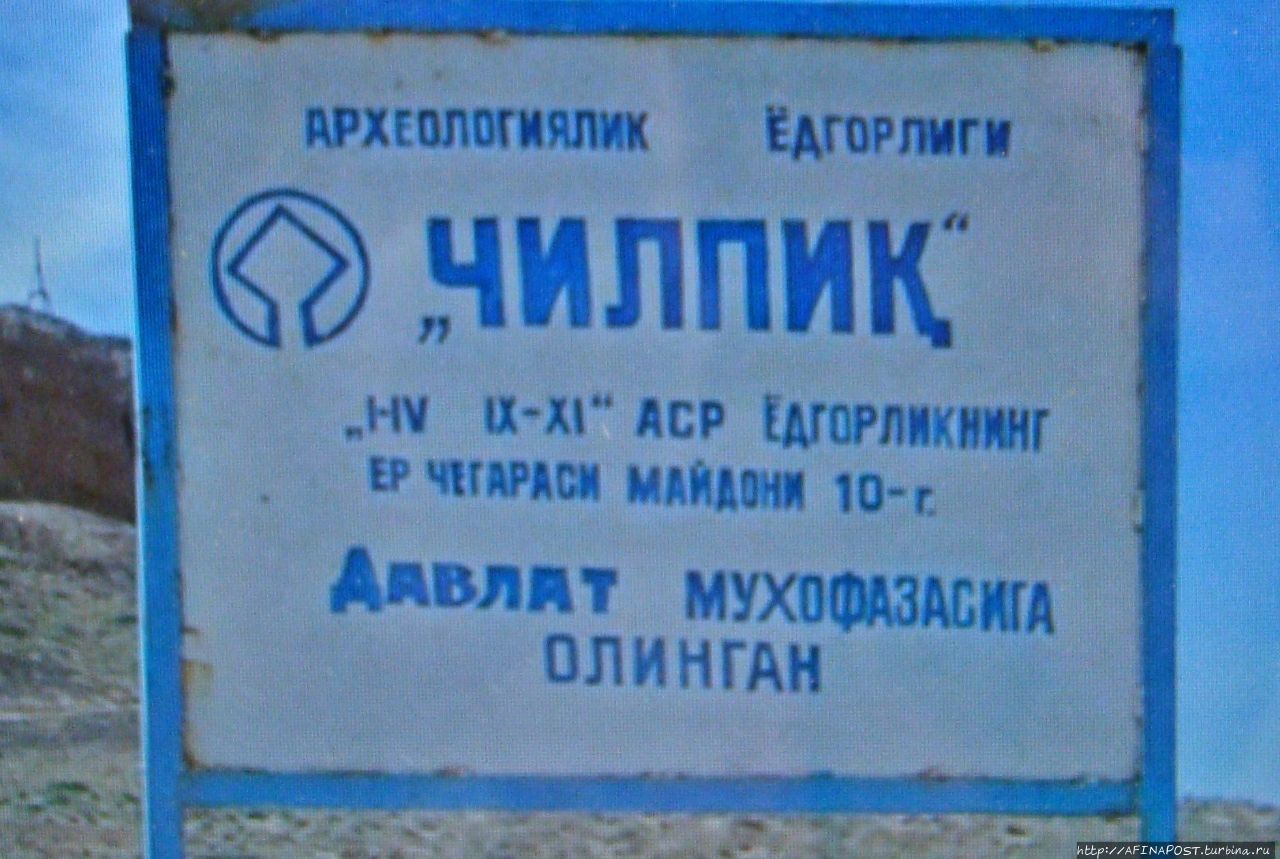 АРХЕОЛОГИЯЛИК ЁДГОРЛИГИ
„ЧИЛПИҚ“
„I-IV IX-XI“ АСР ЁДГОРЛИКНИНГ
ЕР ЧЕГАРАСИ МАЙДОНИ 10-г.
ДАВЛАТ МУХОФАЗАСИГА
ОЛИНГАН
http://AFINAPOST.turbina.ru